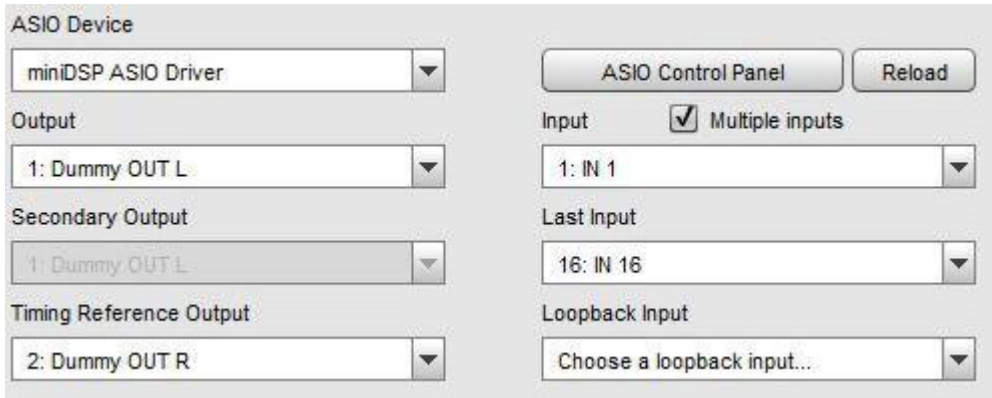 ASIO Device
miniDSP ASIO Driver
ASIO Control Panel
Reload
Output
Input
Multiple inputs
1: Dummy OUT L
1: IN 1
Secondary Output
Last Input
1: Dummy OUT L
16: IN 16
Timing Reference Output
Loopback Input
2: Dummy OUT R
Choose a loopback input...